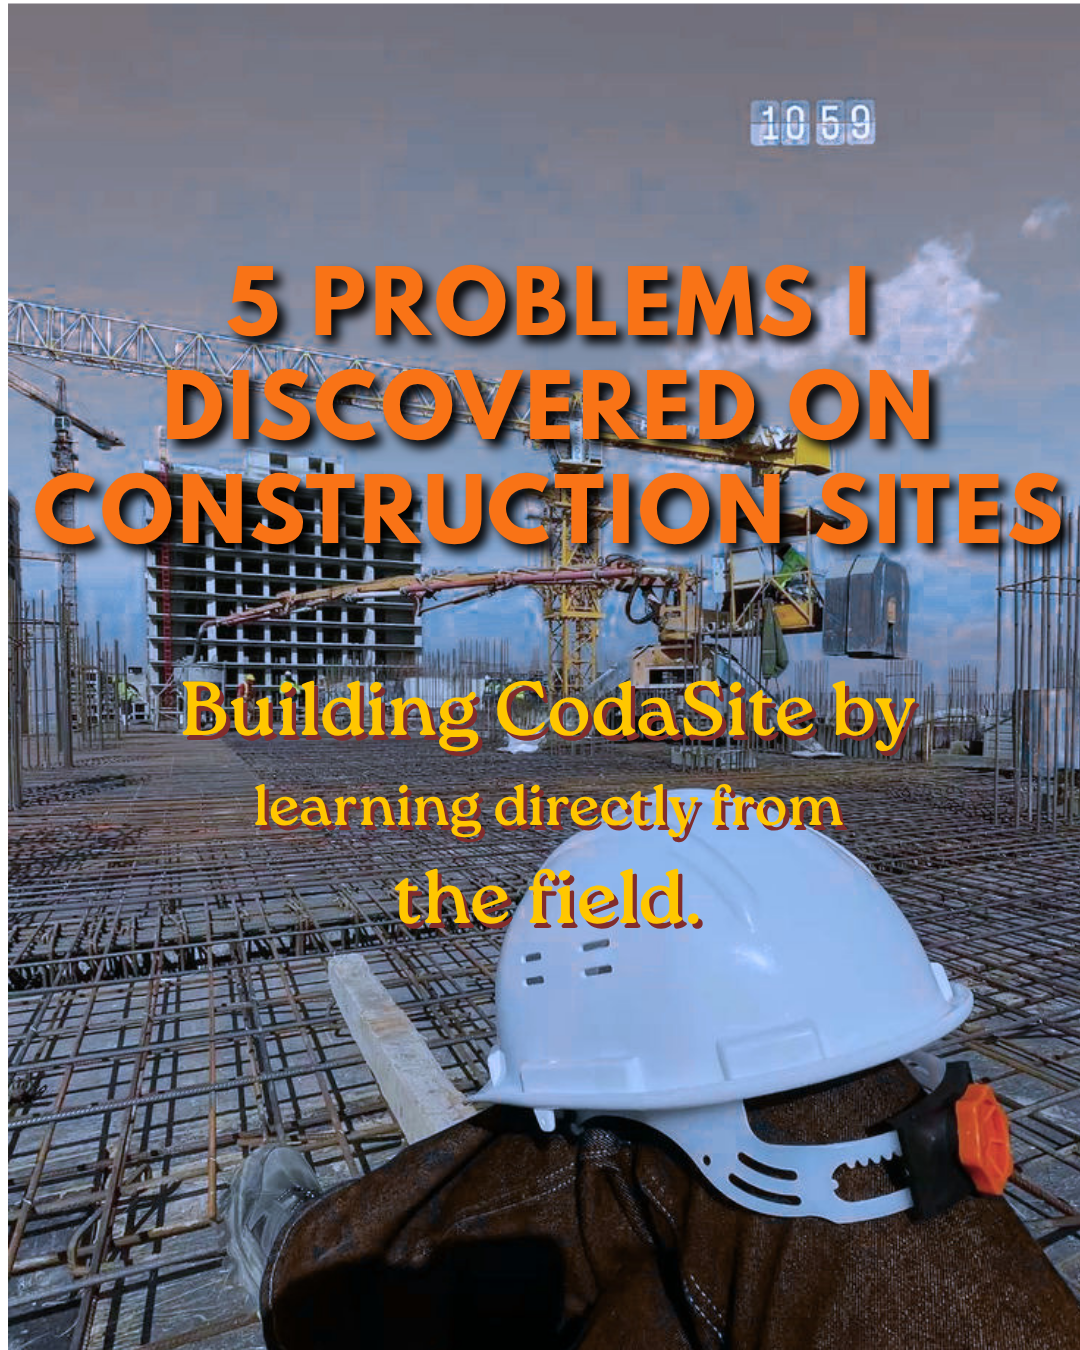 1059
5 PROBLEMS I
DISCOVERED ON
CONSTRUCTION SITES
Building CodaSite by
learning directly from
the field.